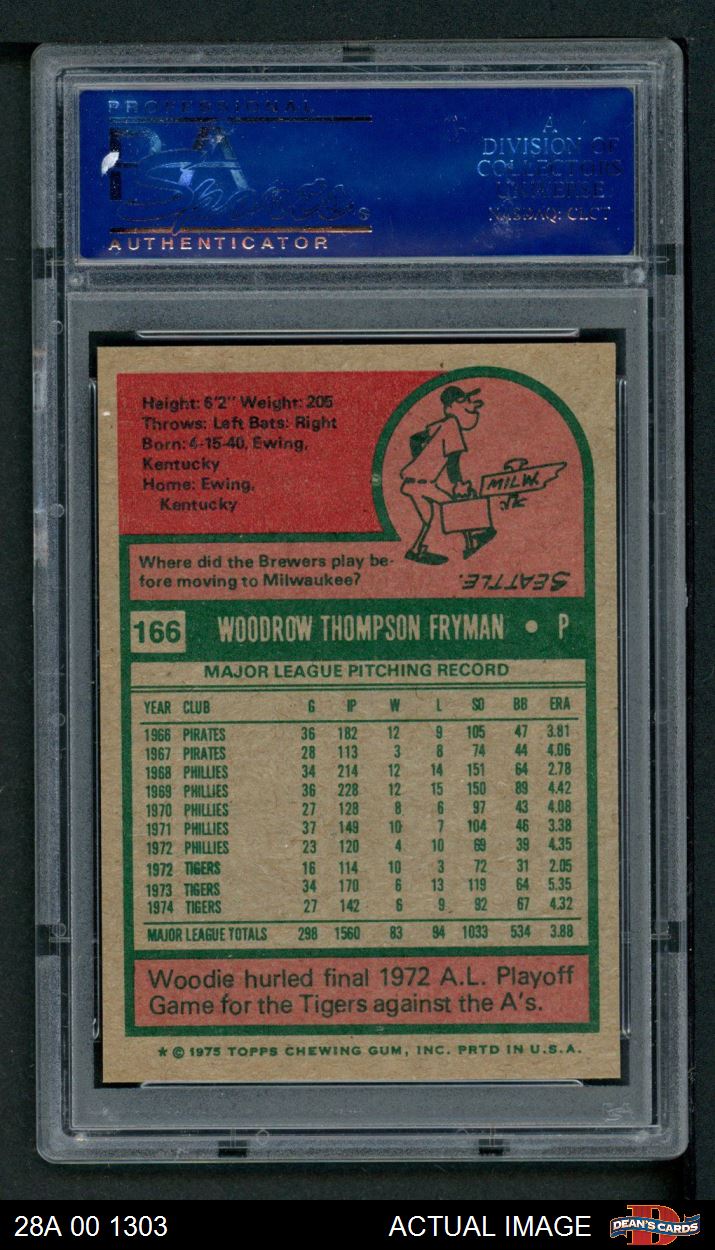 PROFESSIONAL
PSA
Sports
AUTHENTICATOR
A
DIVISION OF
COLLECTORS
UNIVERSE
NASDAQ: CLCT
Height: 6'2" Weight: 205
Throws: Left Bats: Right
Born: 4-15-40, Ewing,
Kentucky
Home: Ewing,
Kentucky
MILW.
OR
Where did the Brewers play be-
fore moving to Milwaukee?
SEATTLE.
166 WOODROW THOMPSON FRYMAN • P
MAJOR LEAGUE PITCHING RECORD
YEAR CLUB G IP W L SO BB ERA
1966 PIRATES 36 182 12 9 105 47 3.81
1967 PIRATES 28 113 3 8 74 44 4.06
1968 PHILLIES 34 214 12 14 151 64 2.78
1969 PHILLIES 36 228 12 15 150 89 4.42
1970 PHILLIES 27 128 8 6 97 43 4.08
1971 PHILLIES 37 149 10 7 104 46 3.38
1972 PHILLIES 23 120 4 10 69 39 4.35
1972 TIGERS 16 114 10 3 72 31 2.05
1973 TIGERS 34 170 6 13 119 64 5.35
1974 TIGERS 27 142 6 9 92 67 4.32
MAJOR LEAGUE TOTALS 298 1560 83 94 1033 534 3.88
Woodie hurled final 1972 A.L. Playoff
Game for the Tigers against the A's.
* © 1975 TOPPS CHEWING GUM, INC. PRTD IN U.S.A.
28A 00 1303 ACTUAL IMAGE DEAN'S CARDS